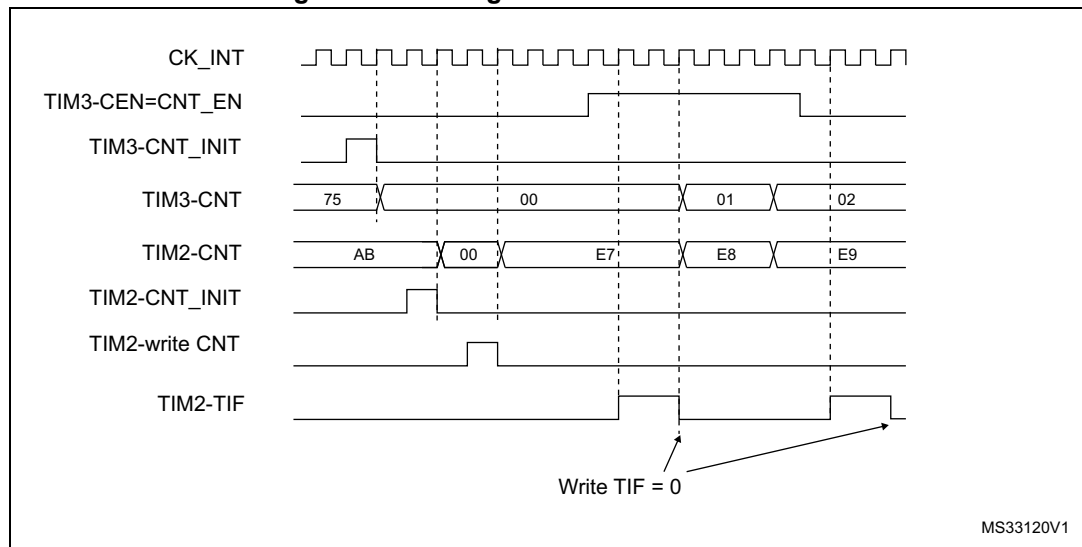 CK_INT
TIM3-CEN=CNT_EN
TIM3-CNT_INIT
TIM3-CNT 75 00 01 02
TIM2-CNT AB 00 E7 E8 E9
TIM2-CNT_INIT
TIM2-write CNT
TIM2-TIF
Write TIF = 0
MS33120V1